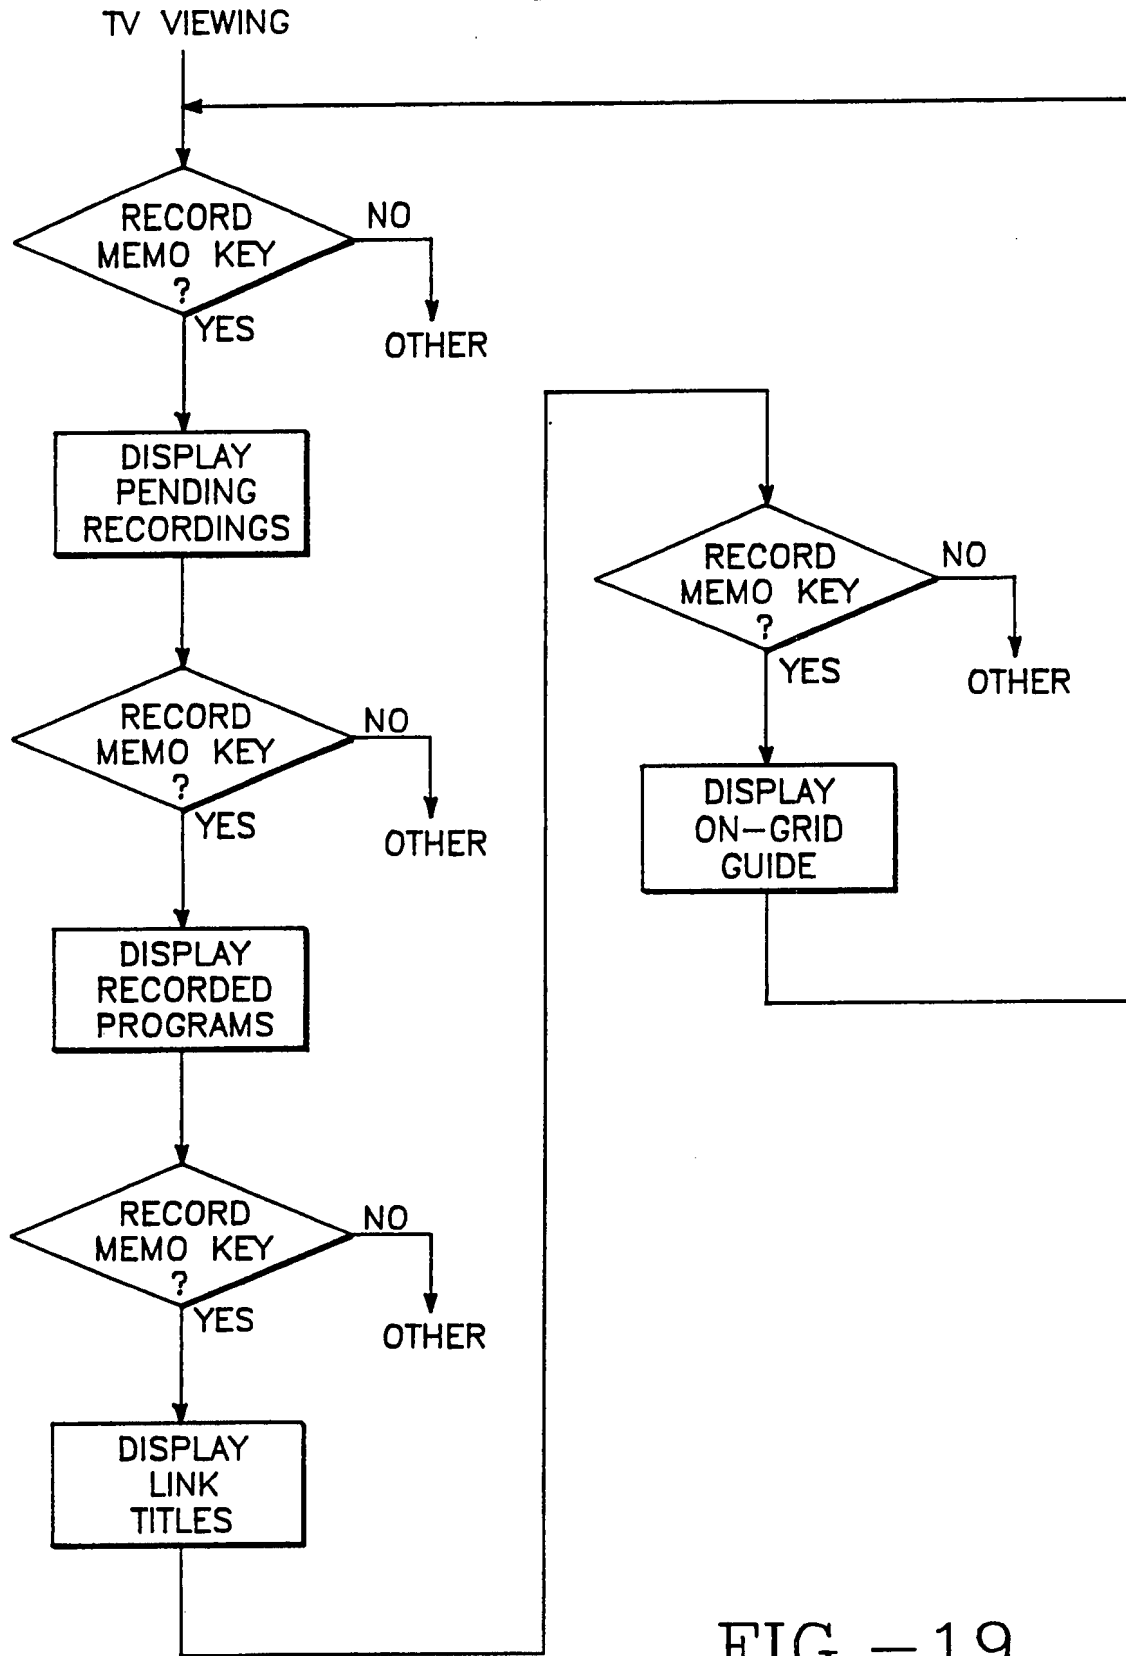 TV VIEWING
RECORD
MEMO KEY
?
NO
YES
OTHER
DISPLAY
PENDING
RECORDINGS
RECORD
MEMO KEY
?
NO
YES
OTHER
DISPLAY
RECORDED
PROGRAMS
RECORD
MEMO KEY
?
NO
YES
OTHER
DISPLAY
LINK
TITLES
RECORD
MEMO KEY
?
NO
YES
OTHER
DISPLAY
ON-GRID
GUIDE
FIG.-19